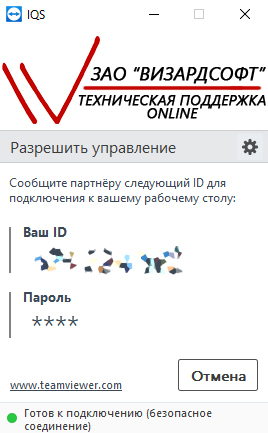 IQS
ЗАО "ВИЗАРДСОФТ"
ТЕХНИЧЕСКАЯ ПОДДЕРЖКА
ONLINE
Разрешить управление
Сообщите партнёру следующий ID для
подключения к вашему рабочему столу:
Ваш ID
Пароль
****
www.teamviewer.com
Отмена
Готов к подключению (безопасное
соединение)